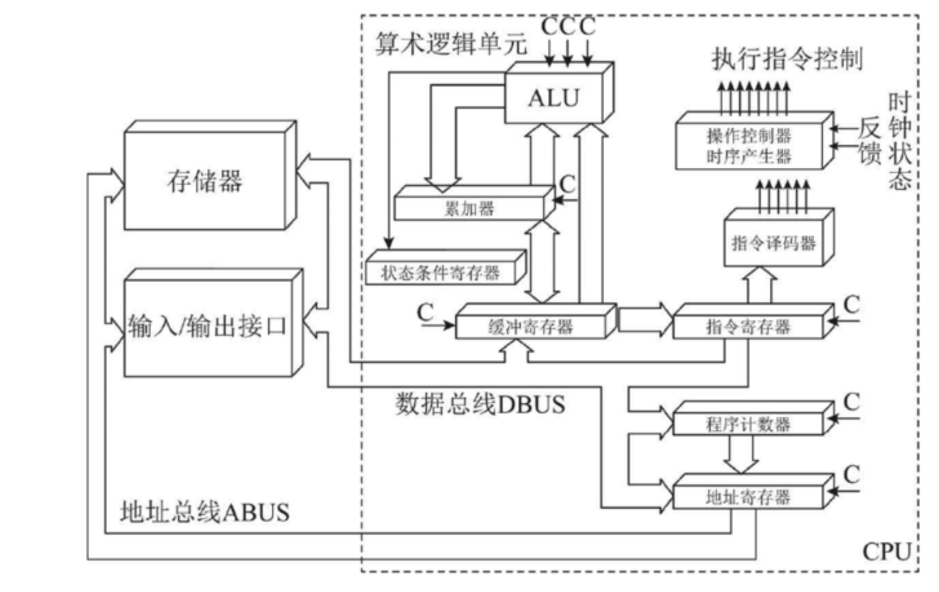 算术逻辑单元
CCC
ALU
执行指令控制
操作控制器
时序产生器
时钟状态
反馈
存储器
累加器
C
指令译码器
状态条件寄存器
输入/输出接口
C
缓冲寄存器
指令寄存器
C
数据总线DBUS
程序计数器
C
地址寄存器
C
地址总线ABUS
CPU